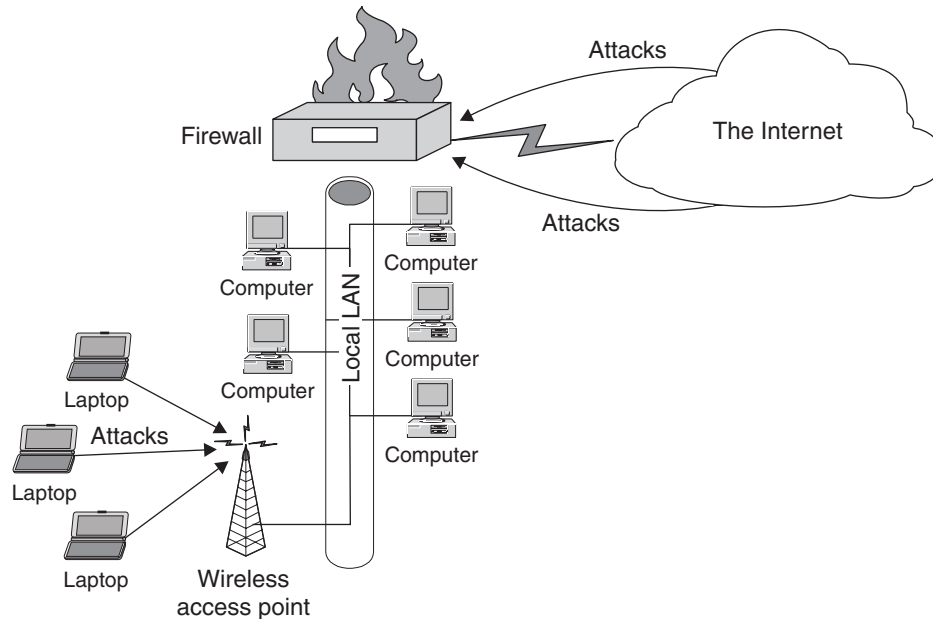 Attacks
Firewall
The Internet
Attacks
Computer
Computer
Local LAN
Computer
Computer
Computer
Laptop
Attacks
Laptop
Laptop
Wireless
access point